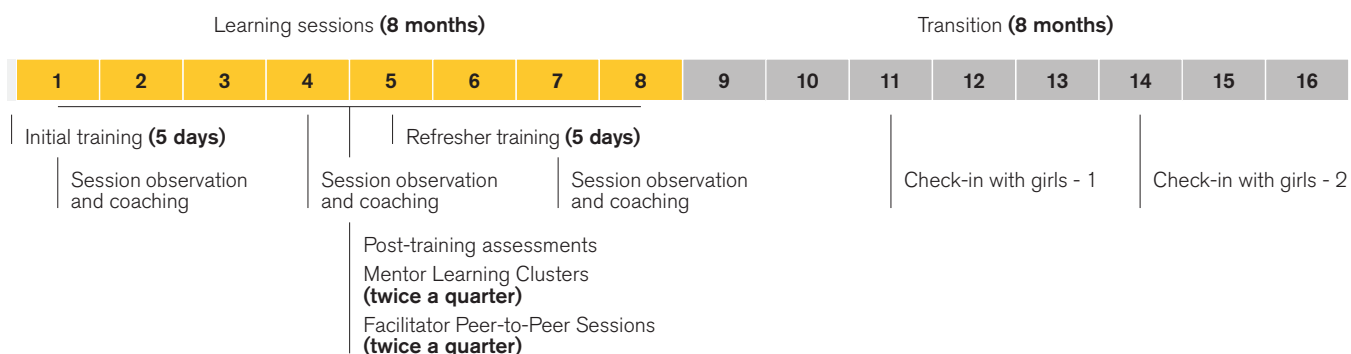 Learning sessions (8 months)
Transition (8 months)
1 2 3 4 5 6 7 8 9 10 11 12 13 14 15 16
Initial training (5 days)
Refresher training (5 days)
Session observation
and coaching
Session observation
and coaching
Session observation
and coaching
Check-in with girls - 1
Check-in with girls - 2
Post-training assessments
Mentor Learning Clusters
(twice a quarter)
Facilitator Peer-to-Peer Sessions
(twice a quarter)